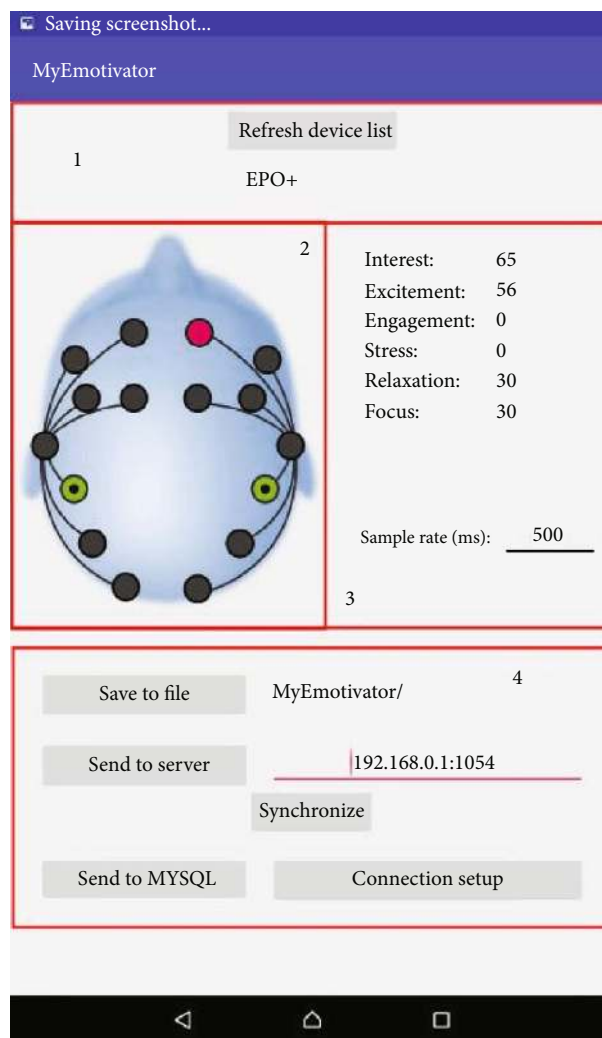 Saving screenshot...
MyEmotivator
Refresh device list
1
EPO+
2
Interest: 65
Excitement: 56
Engagement: 0
Stress: 0
Relaxation: 30
Focus: 30
Sample rate (ms): 500
3
4
Save to file MyEmotivator/
Send to server 192.168.0.1:1054
Synchronize
Send to MYSQL Connection setup